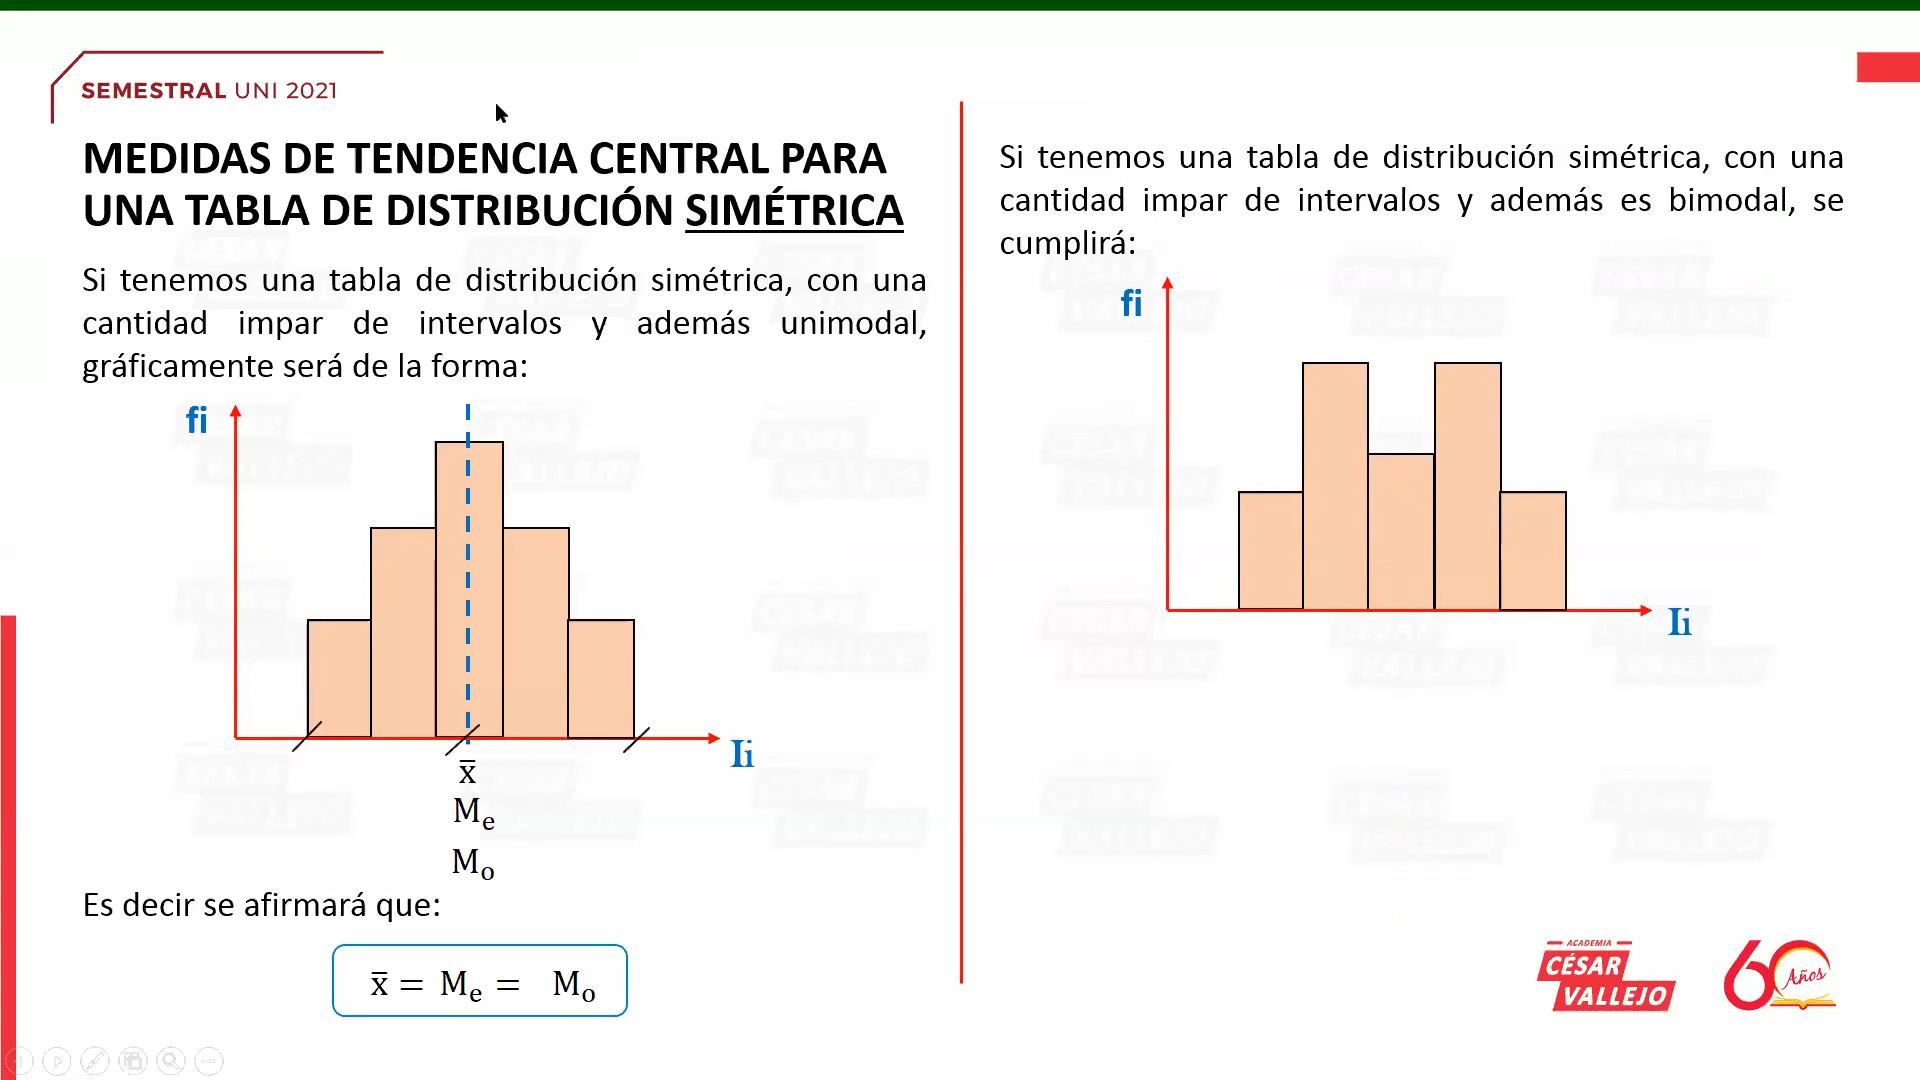 SEMESTRAL UNI 2021
MEDIDAS DE TENDENCIA CENTRAL PARA
UNA TABLA DE DISTRIBUCIÓN SIMÉTRICA
Si tenemos una tabla de distribución simétrica, con una
cantidad impar de intervalos y además unimodal,
gráficamente será de la forma:
fi
Ii
x̅
Me
Mo
Es decir se afirmará que:
x̅ = Me = Mo
Si tenemos una tabla de distribución simétrica, con una
cantidad impar de intervalos y además es bimodal, se
cumplirá:
fi
Ii
ACADEMIA
CÉSAR
VALLEJO
60 Años